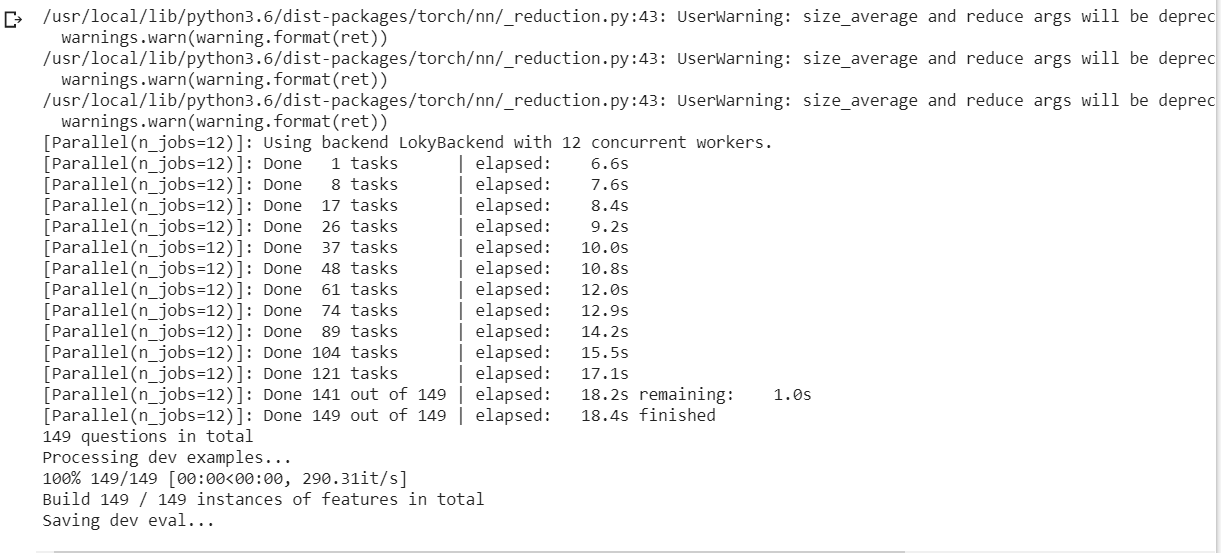 /usr/local/lib/python3.6/dist-packages/torch/nn/_reduction.py:43: UserWarning: size_average and reduce args will be deprec
  warnings.warn(warning.format(ret))
/usr/local/lib/python3.6/dist-packages/torch/nn/_reduction.py:43: UserWarning: size_average and reduce args will be deprec
  warnings.warn(warning.format(ret))
/usr/local/lib/python3.6/dist-packages/torch/nn/_reduction.py:43: UserWarning: size_average and reduce args will be deprec
  warnings.warn(warning.format(ret))
[Parallel(n_jobs=12)]: Using backend LokyBackend with 12 concurrent workers.
[Parallel(n_jobs=12)]: Done   1 tasks      | elapsed:    6.6s
[Parallel(n_jobs=12)]: Done   8 tasks      | elapsed:    7.6s
[Parallel(n_jobs=12)]: Done  17 tasks      | elapsed:    8.4s
[Parallel(n_jobs=12)]: Done  26 tasks      | elapsed:    9.2s
[Parallel(n_jobs=12)]: Done  37 tasks      | elapsed:   10.0s
[Parallel(n_jobs=12)]: Done  48 tasks      | elapsed:   10.8s
[Parallel(n_jobs=12)]: Done  61 tasks      | elapsed:   12.0s
[Parallel(n_jobs=12)]: Done  74 tasks      | elapsed:   12.9s
[Parallel(n_jobs=12)]: Done  89 tasks      | elapsed:   14.2s
[Parallel(n_jobs=12)]: Done 104 tasks      | elapsed:   15.5s
[Parallel(n_jobs=12)]: Done 121 tasks      | elapsed:   17.1s
[Parallel(n_jobs=12)]: Done 141 out of 149 | elapsed:   18.2s remaining:    1.0s
[Parallel(n_jobs=12)]: Done 149 out of 149 | elapsed:   18.4s finished
149 questions in total
Processing dev examples...
100% 149/149 [00:00<00:00, 290.31it/s]
Build 149 / 149 instances of features in total
Saving dev eval...